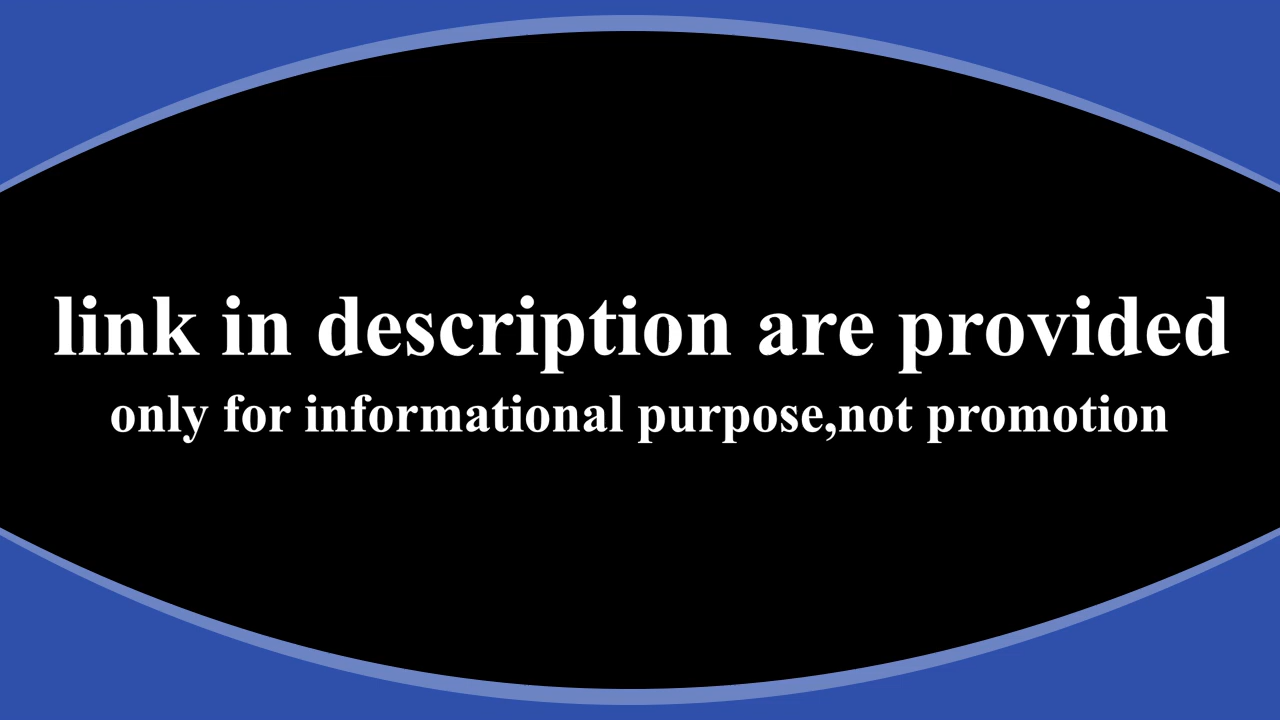 link in description are provided
only for informational purpose,not promotion